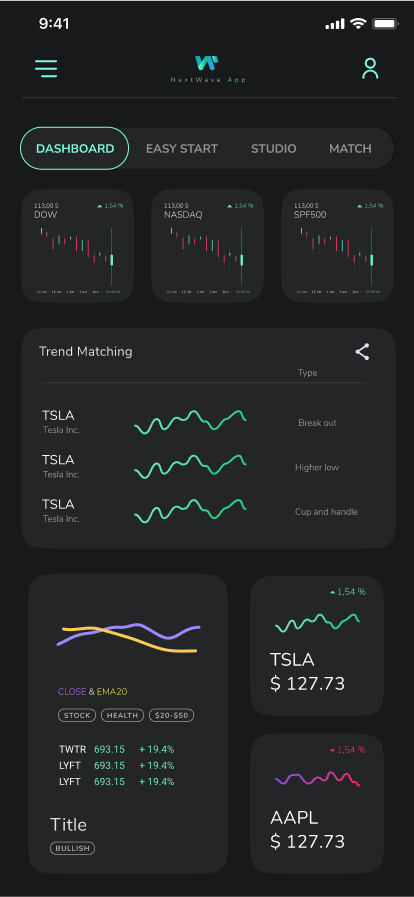 9:41
NextWave App
DASHBOARD EASY START STUDIO MATCH
113,00 $ 1,54 %
DOW
113,00 $ 1,54 %
NASDAQ
113,00 $ 1,54 %
SPF500
Trend Matching
Type
TSLA
Tesla Inc.
Break out
TSLA
Tesla Inc.
Higher low
TSLA
Tesla Inc.
Cup and handle
CLOSE & EMA20
STOCK HEALTH $20-$50
TWTR 693.15 + 19.4%
LYFT 693.15 + 19.4%
LYFT 693.15 + 19.4%
Title
BULLISH
1,54 %
TSLA
$ 127.73
1,54 %
AAPL
$ 127.73